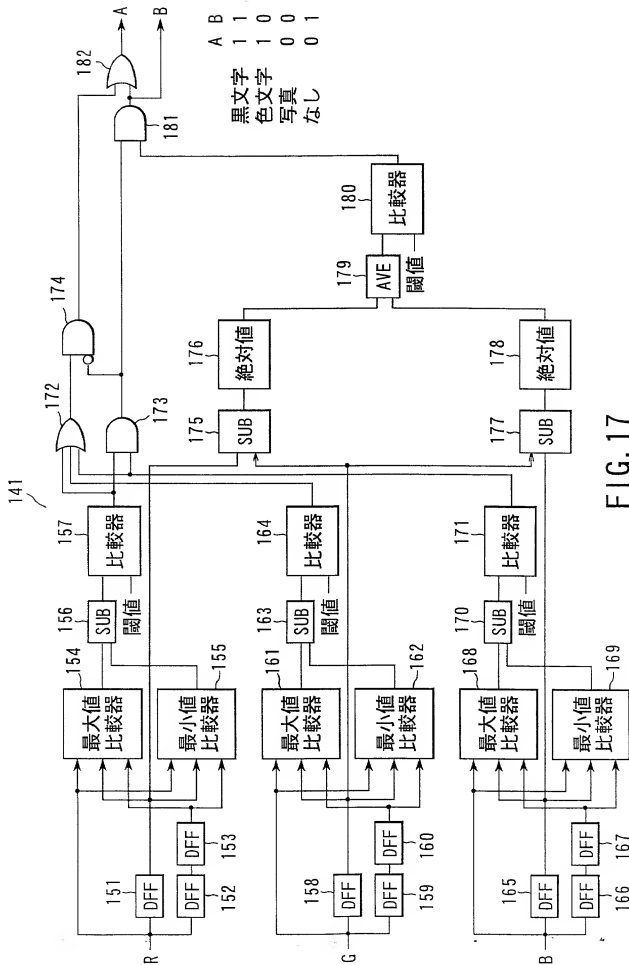 141
R
DFF
151
DFF
152
DFF
153
154
最大値
比較器
最小値
比較器
155
156
SUB
157
比較器
閾値
G
DFF
158
DFF
159
DFF
160
161
最大値
比較器
最小値
比較器
162
163
SUB
164
比較器
閾値
B
DFF
165
DFF
166
DFF
167
168
最大値
比較器
最小値
比較器
169
170
SUB
171
比較器
閾値
172
173
174
175
SUB
176
絶対値
177
SUB
178
絶対値
179
AVE
180
比較器
閾値
181
182
A
B
A B
黒文字 1 1
色文字 1 0
写真 0 0
なし 0 1
FIG.17